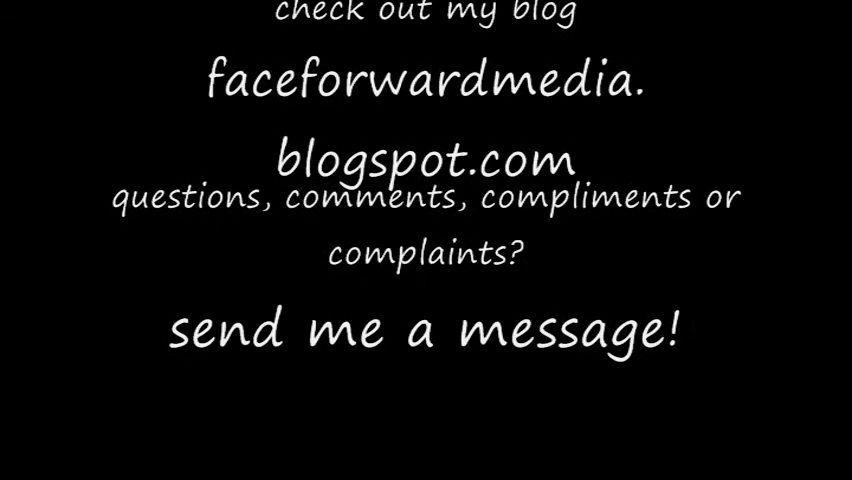 check out my blog
faceforwardmedia.
blogspot.com
questions, comments, compliments or
complaints?
send me a message!